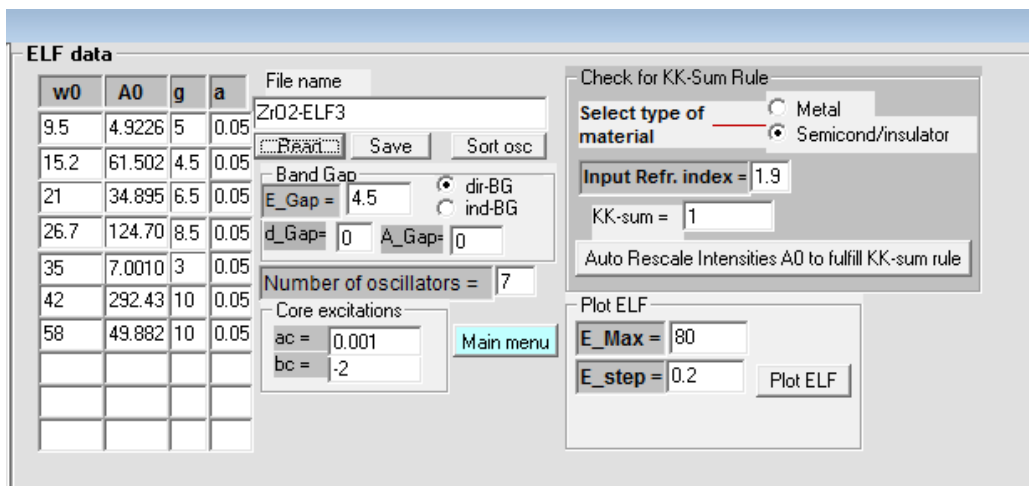 ELF data
w0 A0 g a
9.5 4.9226 5 0.05
15.2 61.502 4.5 0.05
21 34.895 6.5 0.05
26.7 124.70 8.5 0.05
35 7.0010 3 0.05
42 292.43 10 0.05
58 49.882 10 0.05
File name
ZrO2-ELF3
Read Save Sort osc
Band Gap
E_Gap = 4.5
dir-BG
ind-BG
d_Gap= 0 A_Gap= 0
Number of oscillators = 7
Core excitations
ac = 0.001
bc = -2
Main menu
Check for KK-Sum Rule
Select type of
material
Metal
Semicond/insulator
Input Refr. index = 1.9
KK-sum = 1
Auto Rescale Intensities A0 to fulfill KK-sum rule
Plot ELF
E_Max = 80
E_step = 0.2
Plot ELF